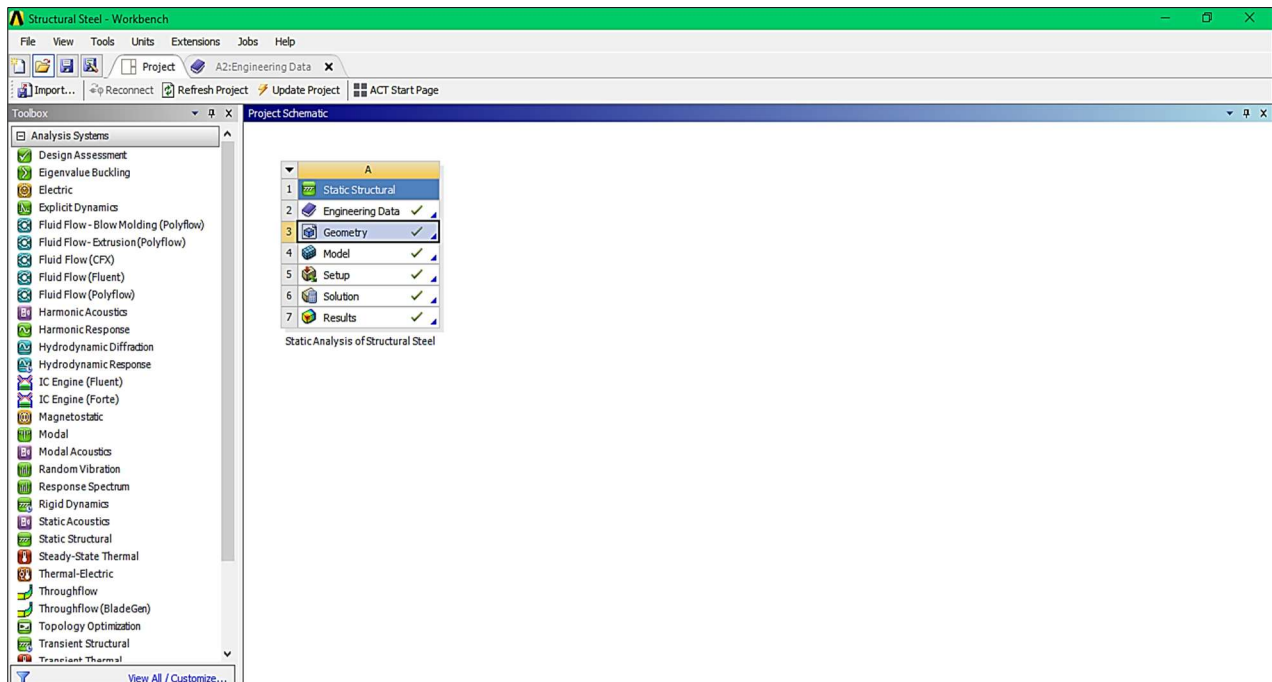 Structural Steel - Workbench
File View Tools Units Extensions Jobs Help
Project A2:Engineering Data
Import... Reconnect Refresh Project Update Project ACT Start Page
Toolbox
Project Schematic
Analysis Systems
Design Assessment
Eigenvalue Buckling
Electric
Explicit Dynamics
Fluid Flow - Blow Molding (Polyflow)
Fluid Flow - Extrusion (Polyflow)
Fluid Flow (CFX)
Fluid Flow (Fluent)
Fluid Flow (Polyflow)
Harmonic Acoustics
Harmonic Response
Hydrodynamic Diffraction
Hydrodynamic Response
IC Engine (Fluent)
IC Engine (Forte)
Magnetostatic
Modal
Modal Acoustics
Random Vibration
Response Spectrum
Rigid Dynamics
Static Acoustics
Static Structural
Steady-State Thermal
Thermal-Electric
Throughflow
Throughflow (BladeGen)
Topology Optimization
Transient Structural
Transient Thermal
View All / Customize...
A
1 Static Structural
2 Engineering Data
3 Geometry
4 Model
5 Setup
6 Solution
7 Results
Static Analysis of Structural Steel